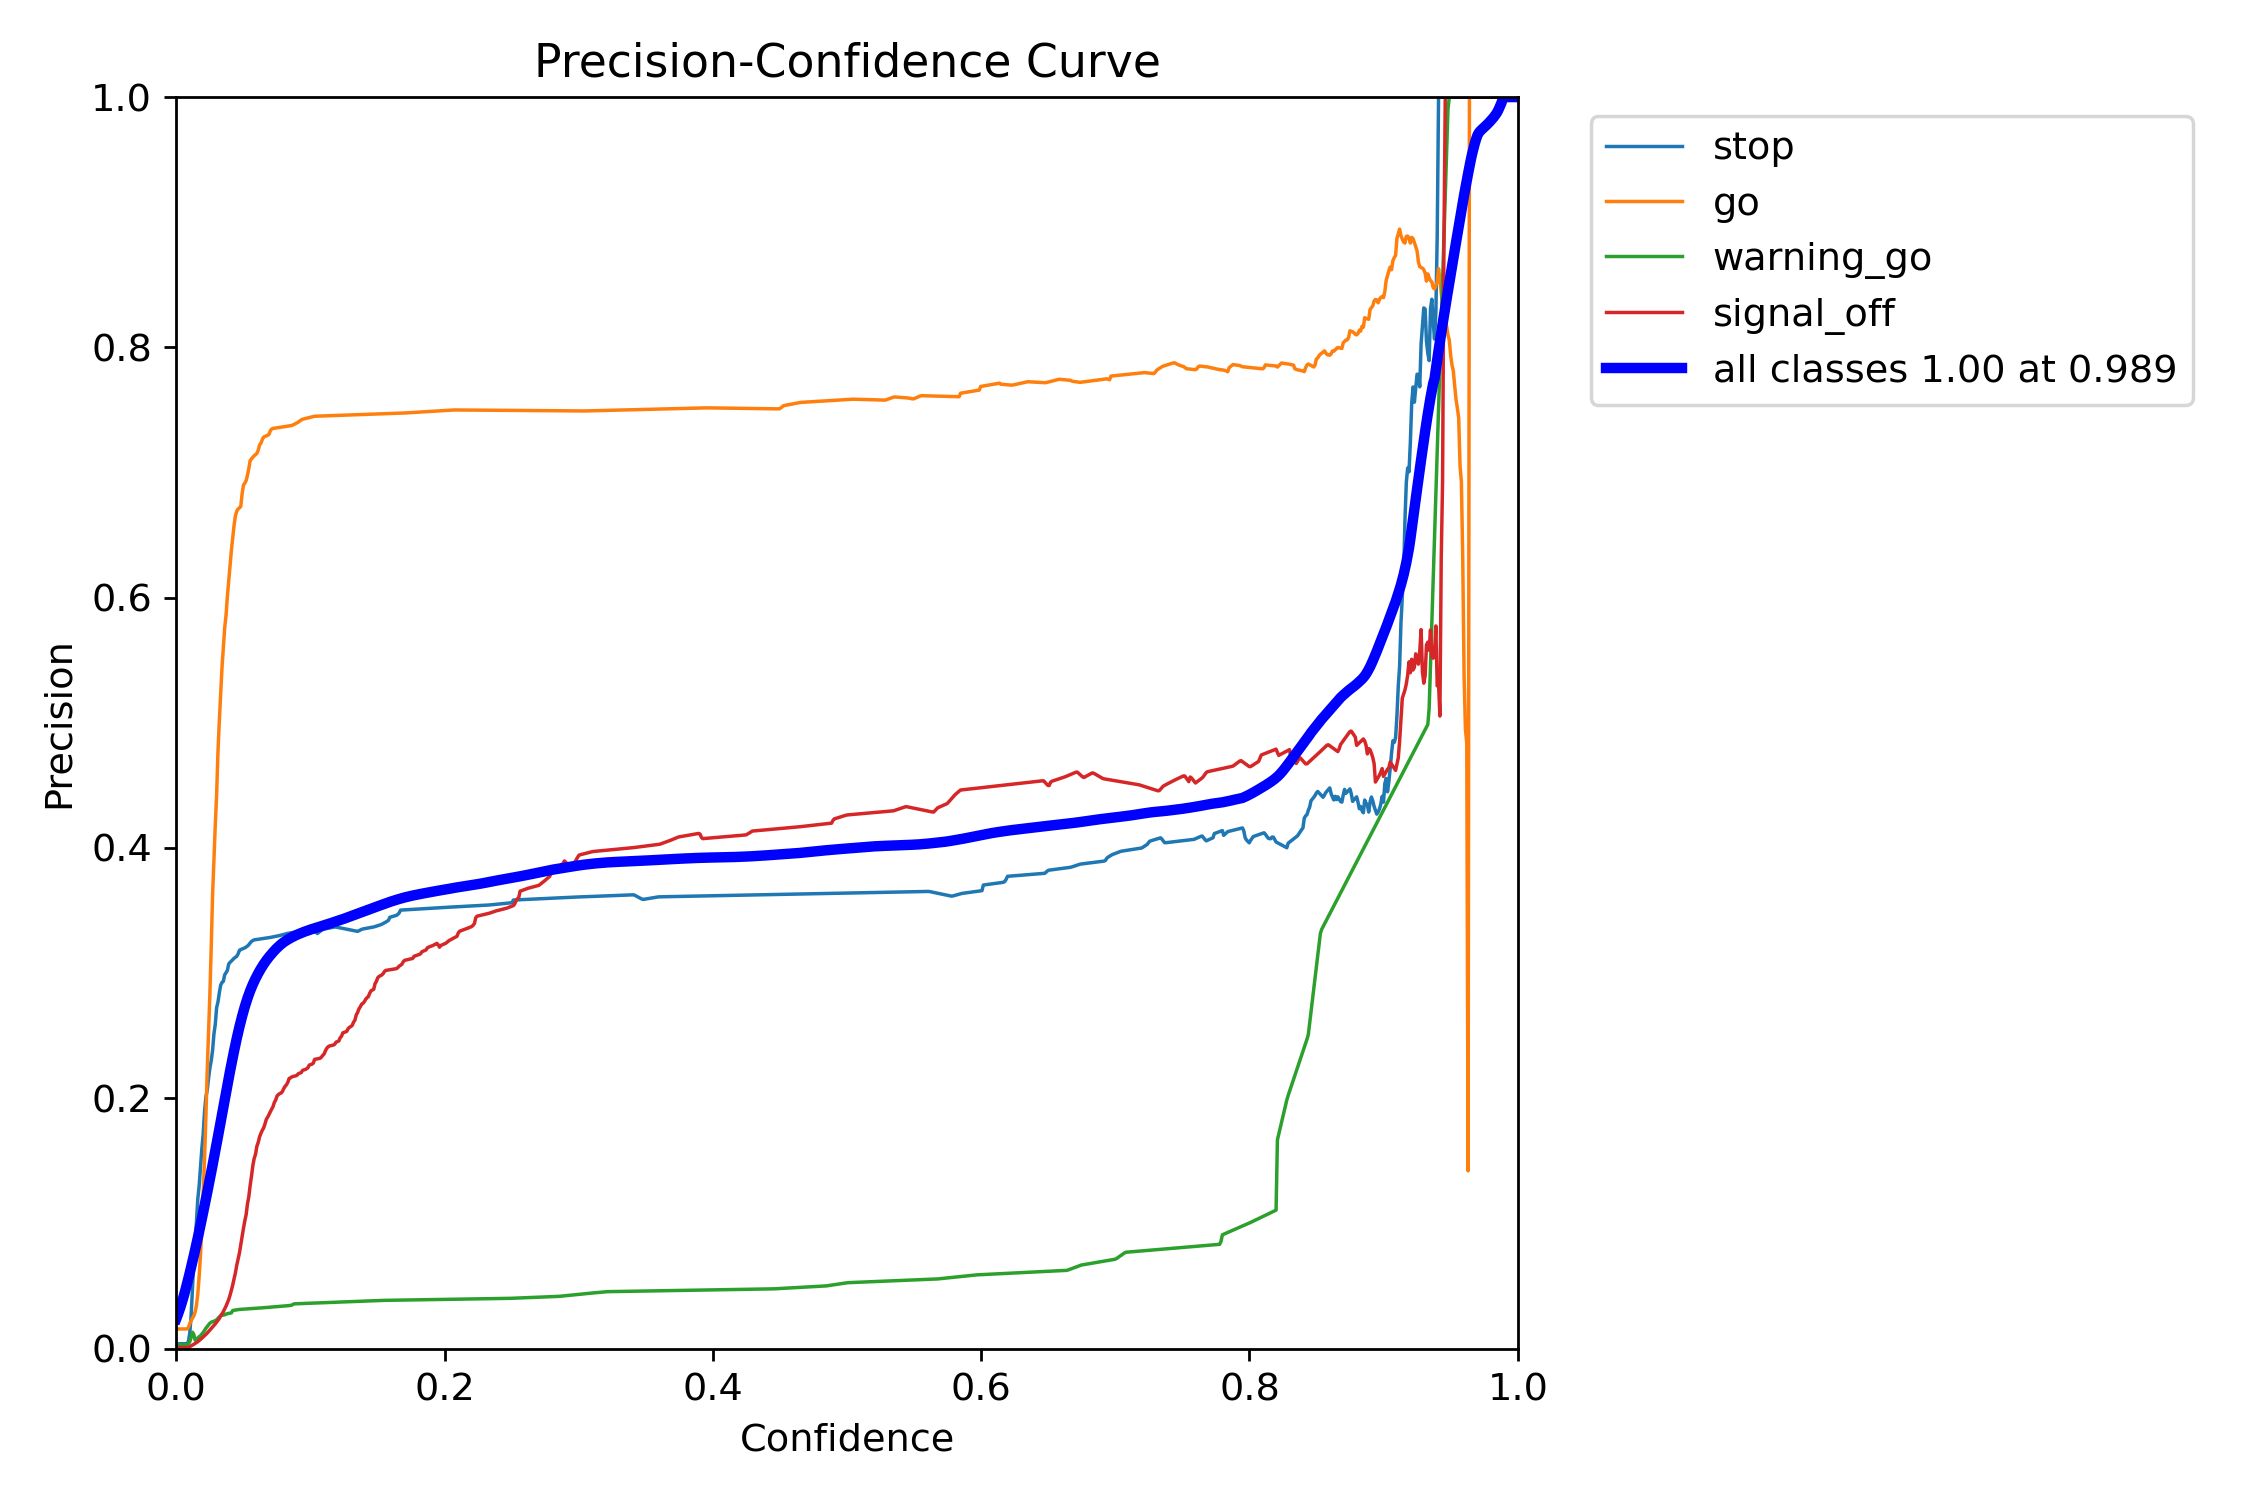 Precision-Confidence Curve
1.0
0.8
0.6
0.4
0.2
0.0
Precision
0.0 0.2 0.4 0.6 0.8 1.0
Confidence
stop
go
warning_go
signal_off
all classes 1.00 at 0.989